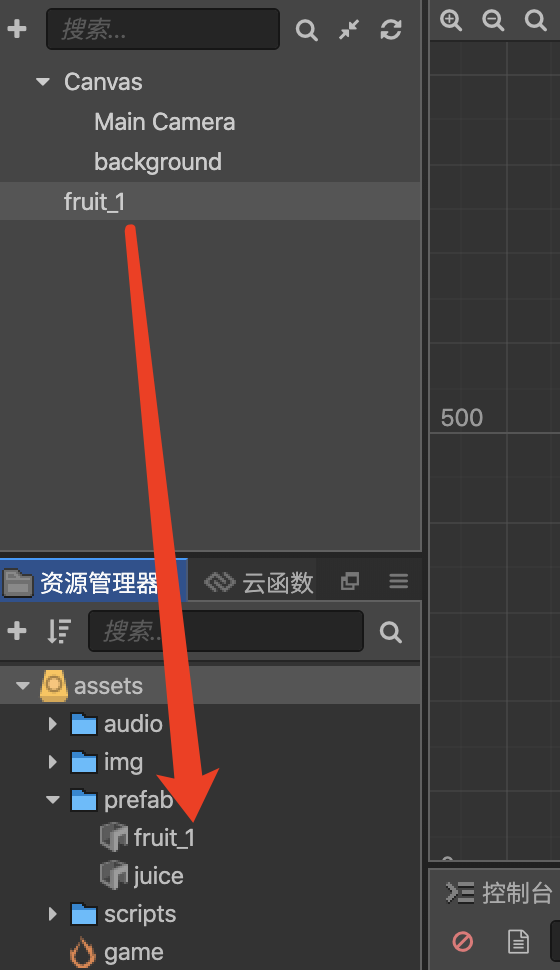 搜索...
Canvas
Main Camera
background
fruit_1
500
资源管理器
云函数
搜索...
assets
audio
img
prefab
fruit_1
juice
scripts
game
控制台